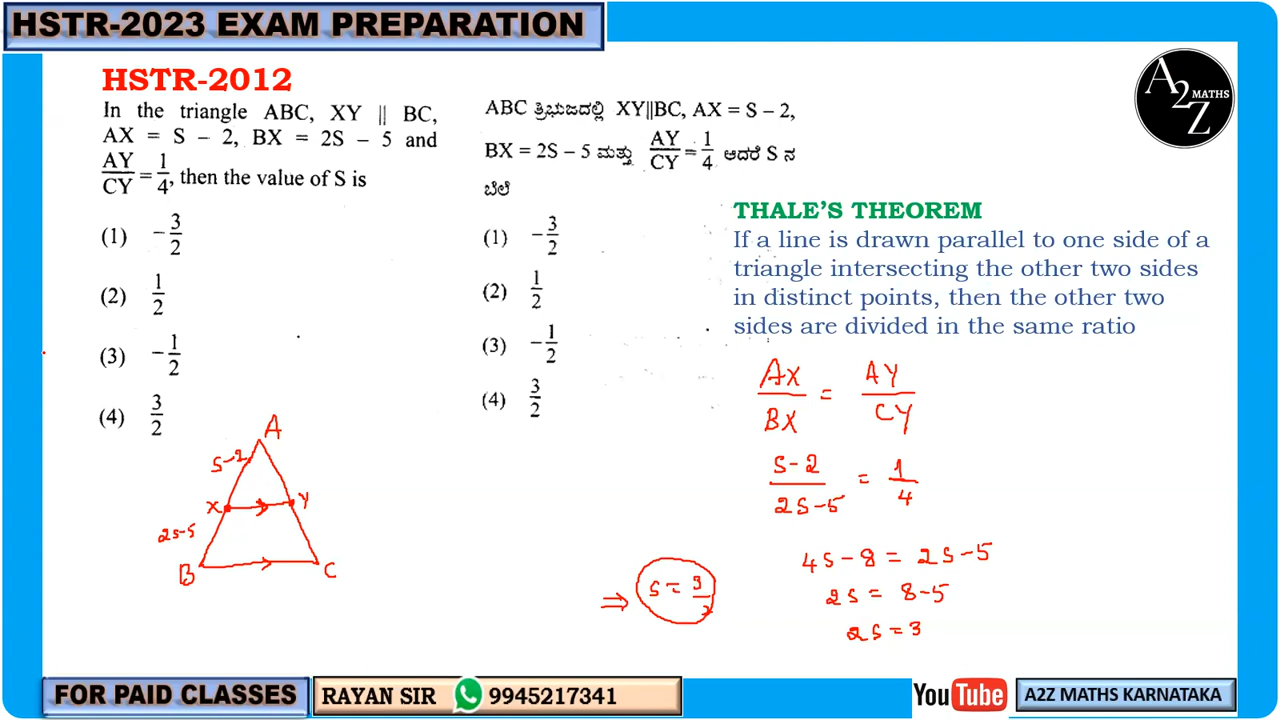 HSTR-2023 EXAM PREPARATION
A2Z MATHS
HSTR-2012
In the triangle ABC, XY || BC,
AX = S – 2, BX = 2S – 5 and
AY/CY = 1/4, then the value of S is
(1) –3/2
(2) 1/2
(3) –1/2
(4) 3/2
ABC ತ್ರಿಭುಜದಲ್ಲಿ XY||BC, AX = S – 2,
BX = 2S – 5 ಮತ್ತು AY/CY = 1/4 ಆದರೆ S ನ
ಬೆಲೆ
(1) –3/2
(2) 1/2
(3) –1/2
(4) 3/2
THALE'S THEOREM
If a line is drawn parallel to one side of a
triangle intersecting the other two sides
in distinct points, then the other two
sides are divided in the same ratio
AX/BX = AY/CY
S-2/2S-5 = 1/4
4S-8 = 2S-5
2S = 8-5
2S = 3
⇒ S = 3/2
A
S-2
X Y
2S-5
B C
FOR PAID CLASSES
RAYAN SIR 9945217341
YouTube
A2Z MATHS KARNATAKA